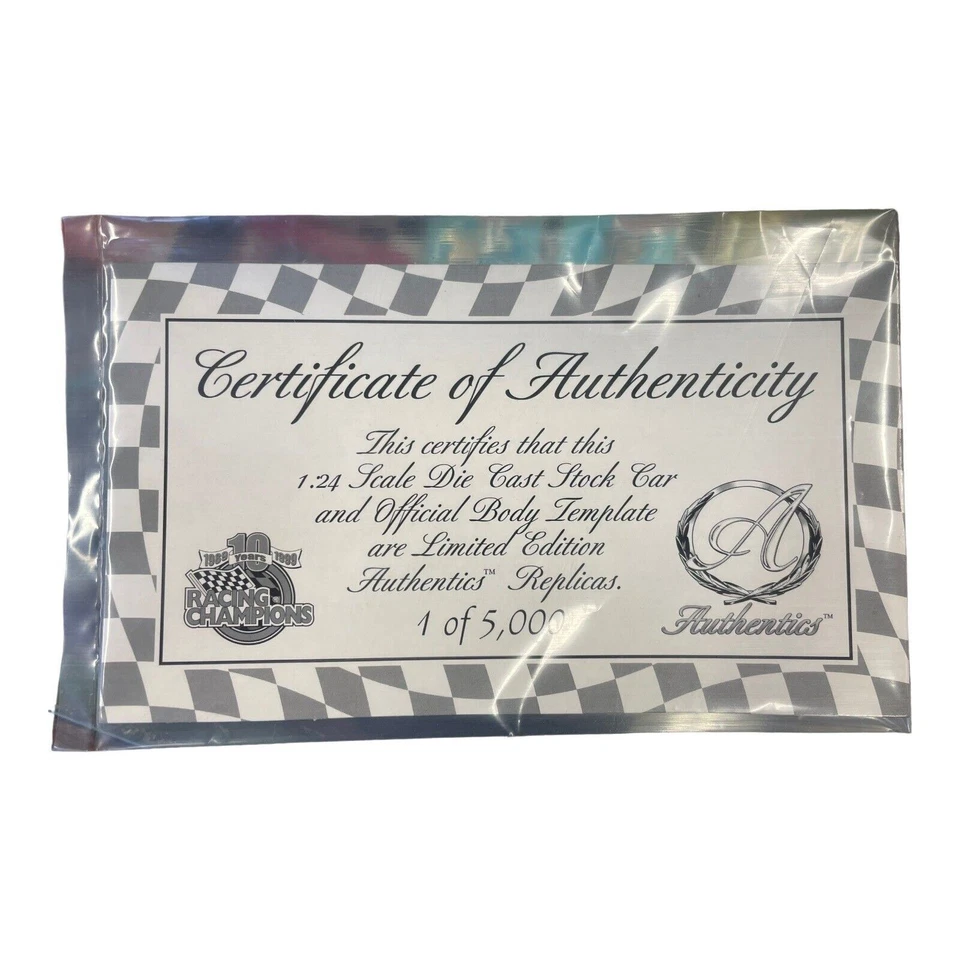 Certificate of Authenticity
This certifies that this
1:24 Scale Die Cast Stock Car
and Official Body Template
are Limited Edition
Authentics™ Replicas.
1 of 5,000
1989 10 Years 1999
RACING
CHAMPIONS
A
Authentics™